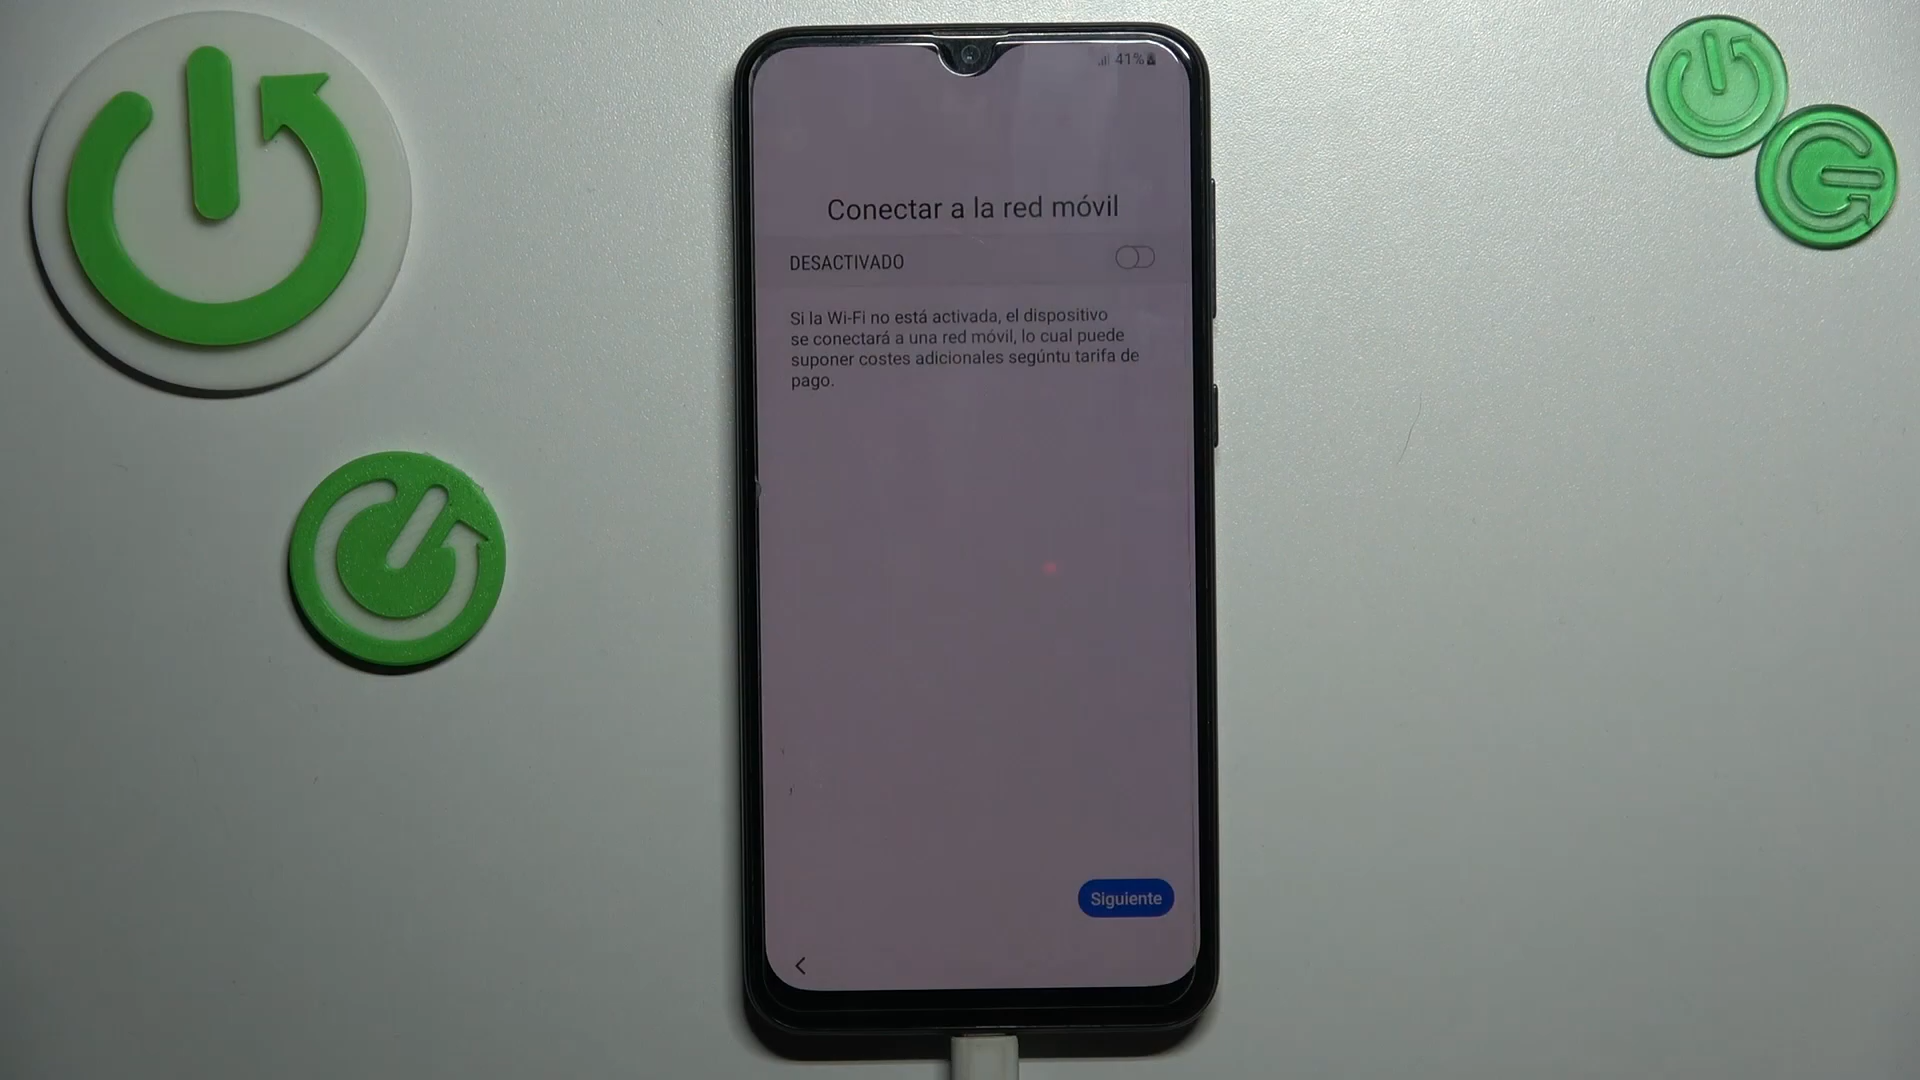 41%
Conectar a la red móvil
DESACTIVADO
Si la Wi-Fi no está activada, el dispositivo
se conectará a una red móvil, lo cual puede
suponer costes adicionales segúntu tarifa de
pago.
Siguiente